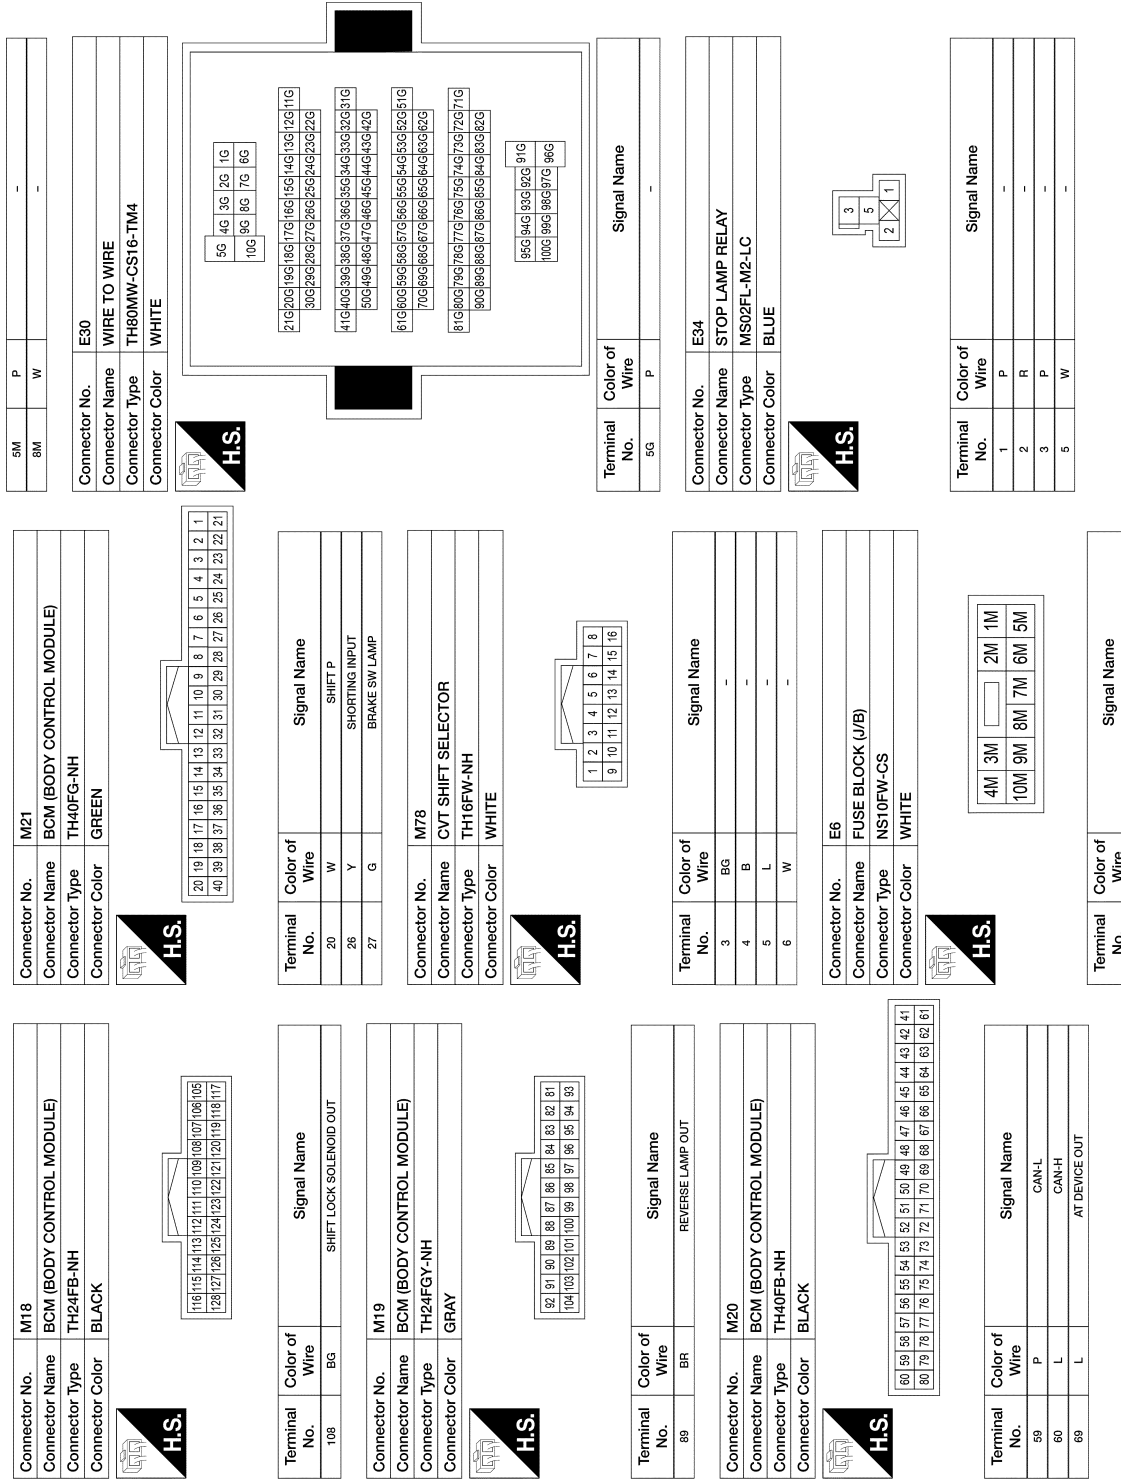 Connector No. M18
Connector Name BCM (BODY CONTROL MODULE)
Connector Type TH24FB-NH
Connector Color BLACK
H.S.
116 115 114 113 112 111 110 109 108 107 106 105
128 127 126 125 124 123 122 121 120 119 118 117
Terminal No. Color of Wire Signal Name
108 BG SHIFT LOCK SOLENOID OUT
Connector No. M19
Connector Name BCM (BODY CONTROL MODULE)
Connector Type TH24FGY-NH
Connector Color GRAY
H.S.
92 91 90 89 88 87 86 85 84 83 82 81
104 103 102 101 100 99 98 97 96 95 94 93
Terminal No. Color of Wire Signal Name
89 BR REVERSE LAMP OUT
Connector No. M20
Connector Name BCM (BODY CONTROL MODULE)
Connector Type TH40FB-NH
Connector Color BLACK
H.S.
60 59 58 57 56 55 54 53 52 51 50 49 48 47 46 45 44 43 42 41
80 79 78 77 76 75 74 73 72 71 70 69 68 67 66 65 64 63 62 61
Terminal No. Color of Wire Signal Name
59 P CAN-L
60 L CAN-H
69 L AT DEVICE OUT
Connector No. M21
Connector Name BCM (BODY CONTROL MODULE)
Connector Type TH40FG-NH
Connector Color GREEN
H.S.
20 19 18 17 16 15 14 13 12 11 10 9 8 7 6 5 4 3 2 1
40 39 38 37 36 35 34 33 32 31 30 29 28 27 26 25 24 23 22 21
Terminal No. Color of Wire Signal Name
20 W SHIFT P
26 Y SHORTING INPUT
27 G BRAKE SW LAMP
Connector No. M78
Connector Name CVT SHIFT SELECTOR
Connector Type TH16FW-NH
Connector Color WHITE
H.S.
1 2 3 4 5 6 7 8
9 10 11 12 13 14 15 16
Terminal No. Color of Wire Signal Name
3 BG –
4 B –
5 L –
6 W –
Connector No. E6
Connector Name FUSE BLOCK (J/B)
Connector Type NS10FW-CS
Connector Color WHITE
H.S.
4M 3M 2M 1M
10M 9M 8M 7M 6M 5M
Terminal No. Color of Wire Signal Name
5M P –
8M W –
Connector No. E30
Connector Name WIRE TO WIRE
Connector Type TH80MW-CS16-TM4
Connector Color WHITE
H.S.
5G 4G 3G 2G 1G
10G 9G 8G 7G 6G
21G 20G 19G 18G 17G 16G 15G 14G 13G 12G 11G
30G 29G 28G 27G 26G 25G 24G 23G 22G
41G 40G 39G 38G 37G 36G 35G 34G 33G 32G 31G
50G 49G 48G 47G 46G 45G 44G 43G 42G
61G 60G 59G 58G 57G 56G 55G 54G 53G 52G 51G
70G 69G 68G 67G 66G 65G 64G 63G 62G
81G 80G 79G 78G 77G 76G 75G 74G 73G 72G 71G
90G 89G 88G 87G 86G 85G 84G 83G 82G
95G 94G 93G 92G 91G
100G 99G 98G 97G 96G
Terminal No. Color of Wire Signal Name
5G P –
Connector No. E34
Connector Name STOP LAMP RELAY
Connector Type MS02FL-M2-LC
Connector Color BLUE
H.S.
3
5
2 1
Terminal No. Color of Wire Signal Name
1 P –
2 R –
3 P –
5 W –